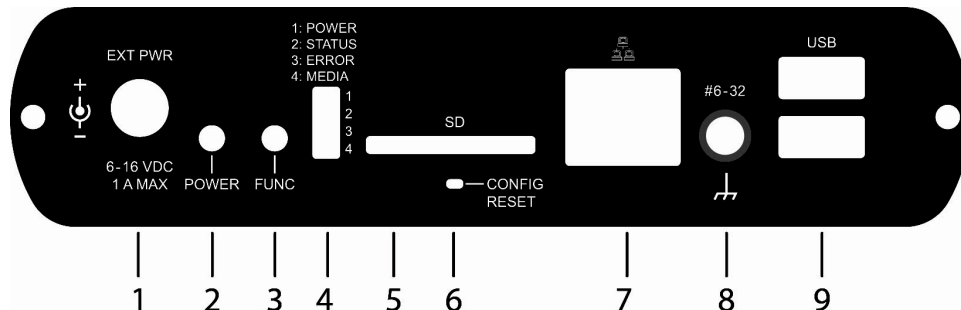 1: POWER
2: STATUS
3: ERROR
4: MEDIA
EXT PWR
+
−
6-16 VDC
1 A MAX
POWER
FUNC
1
2
3
4
SD
CONFIG
RESET
#6-32
USB
1 2 3 4 5 6 7 8 9